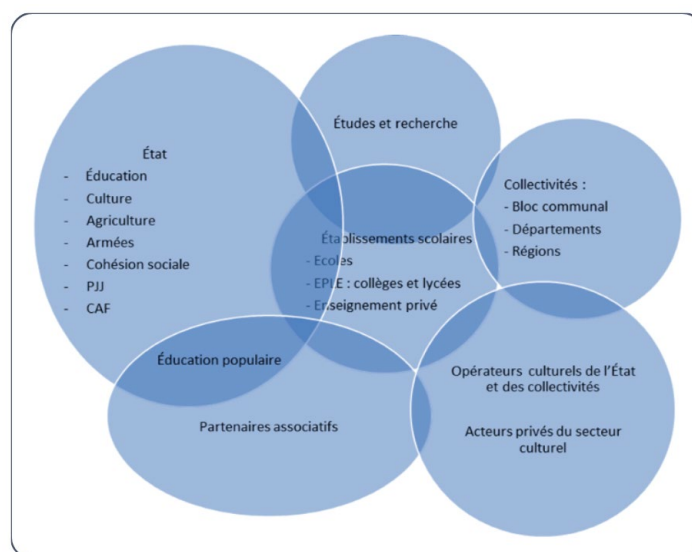 État
- Éducation
- Culture
- Agriculture
- Armées
- Cohésion sociale
- PJJ
- CAF
Études et recherche
Collectivités :
- Bloc communal
- Départements
- Régions
Établissements scolaires
- Ecoles
- EPLE : collèges et lycées
- Enseignement privé
Éducation populaire
Partenaires associatifs
Opérateurs culturels de l'État
et des collectivités
Acteurs privés du secteur
culturel